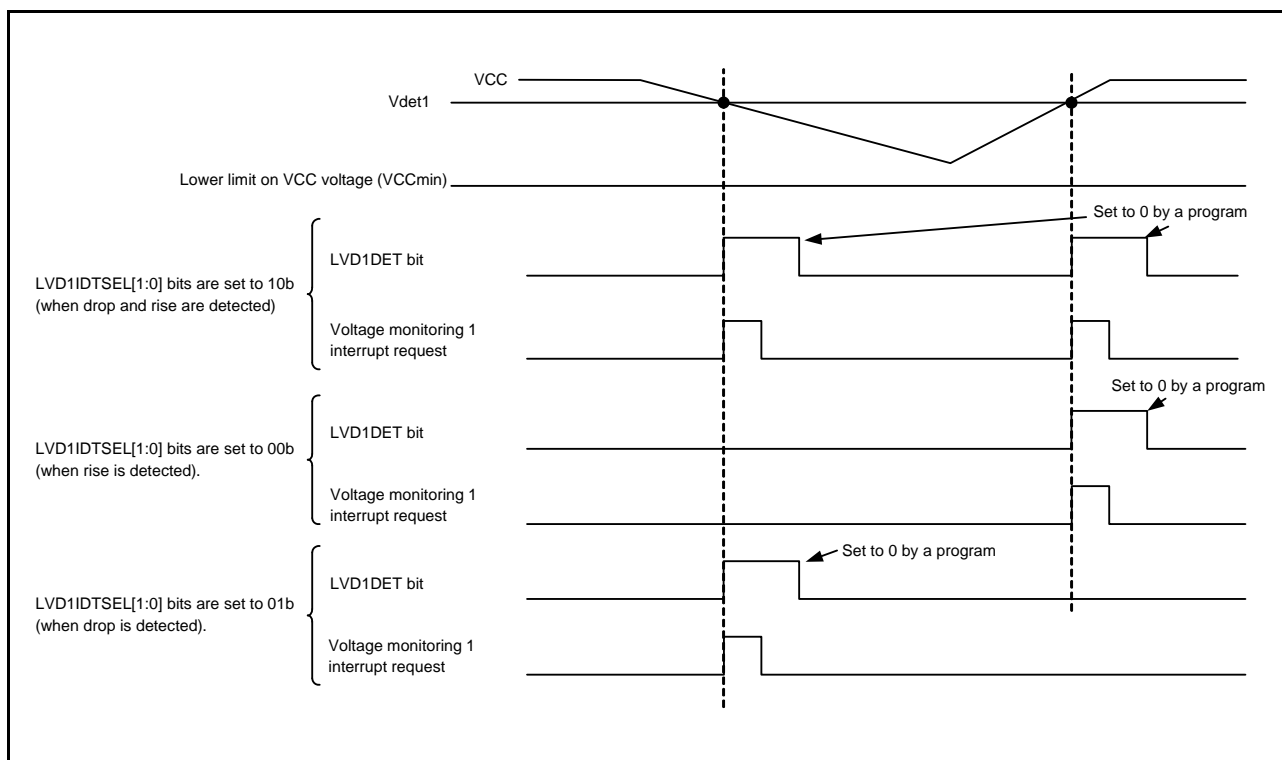 VCC
Vdet1
Lower limit on VCC voltage (VCCmin)
Set to 0 by a program
LVD1IDTSEL[1:0] bits are set to 10b
(when drop and rise are detected)
LVD1DET bit
Voltage monitoring 1
interrupt request
Set to 0 by a program
LVD1IDTSEL[1:0] bits are set to 00b
(when rise is detected).
LVD1DET bit
Voltage monitoring 1
interrupt request
Set to 0 by a program
LVD1IDTSEL[1:0] bits are set to 01b
(when drop is detected).
LVD1DET bit
Voltage monitoring 1
interrupt request